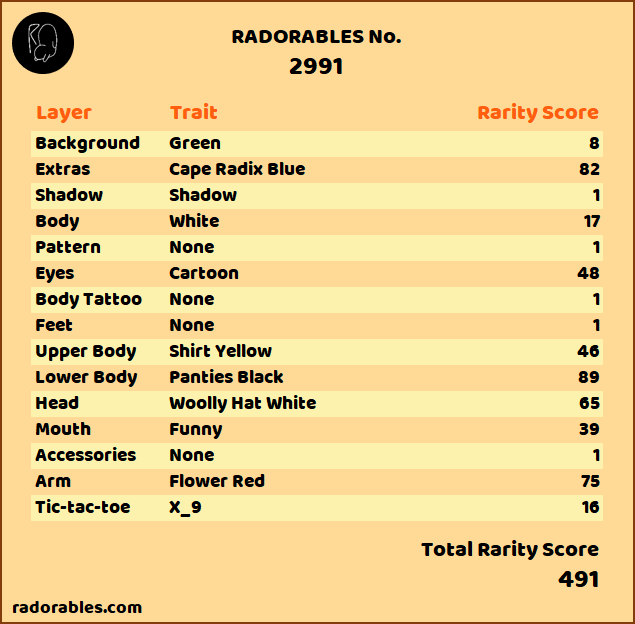 RADORABLES No.
2991
Layer Trait Rarity Score
Background Green 8
Extras Cape Radix Blue 82
Shadow Shadow 1
Body White 17
Pattern None 1
Eyes Cartoon 48
Body Tattoo None 1
Feet None 1
Upper Body Shirt Yellow 46
Lower Body Panties Black 89
Head Woolly Hat White 65
Mouth Funny 39
Accessories None 1
Arm Flower Red 75
Tic-tac-toe X_9 16
Total Rarity Score
491
radorables.com